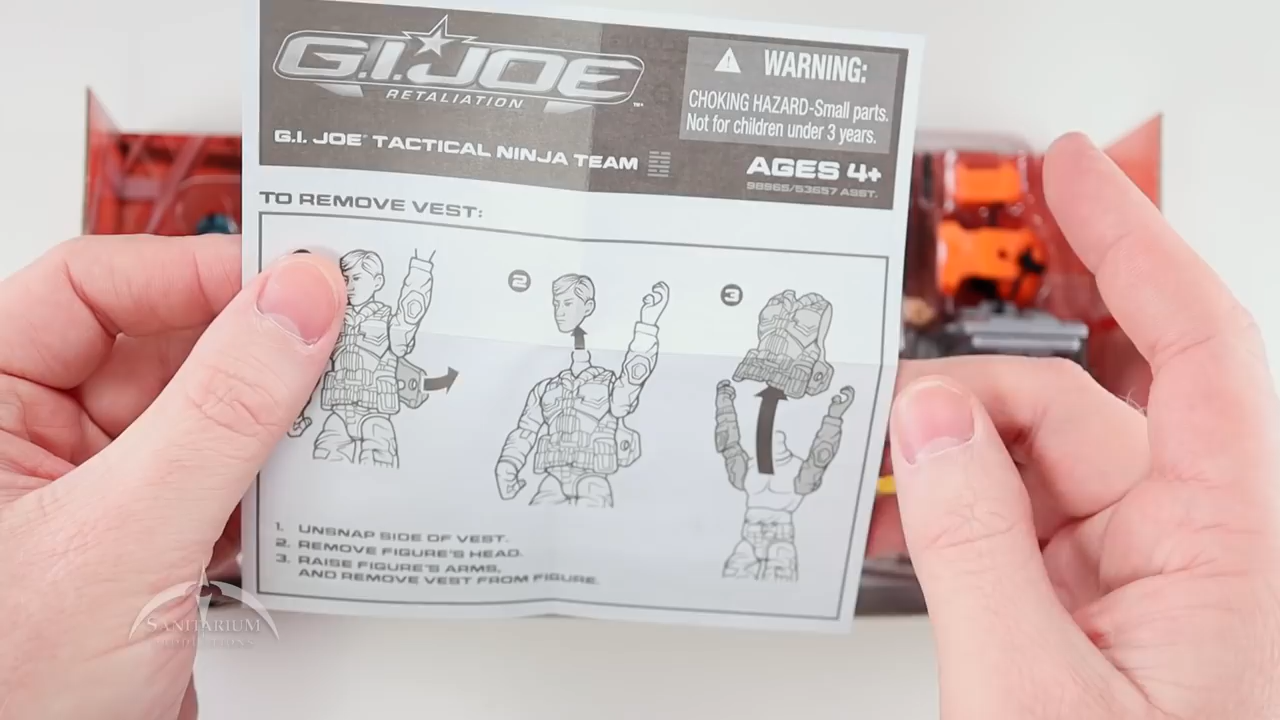 G.I. JOE
RETALIATION ™
WARNING:
CHOKING HAZARD-Small parts.
Not for children under 3 years.
G.I. JOE® TACTICAL NINJA TEAM
AGES 4+
98965/53657 ASST.
TO REMOVE VEST:
2
3
1. UNSNAP SIDE OF VEST.
2. REMOVE FIGURE'S HEAD.
3. RAISE FIGURE'S ARMS,
AND REMOVE VEST FROM FIGURE.
SANITARIUM
PRODUCTIONS